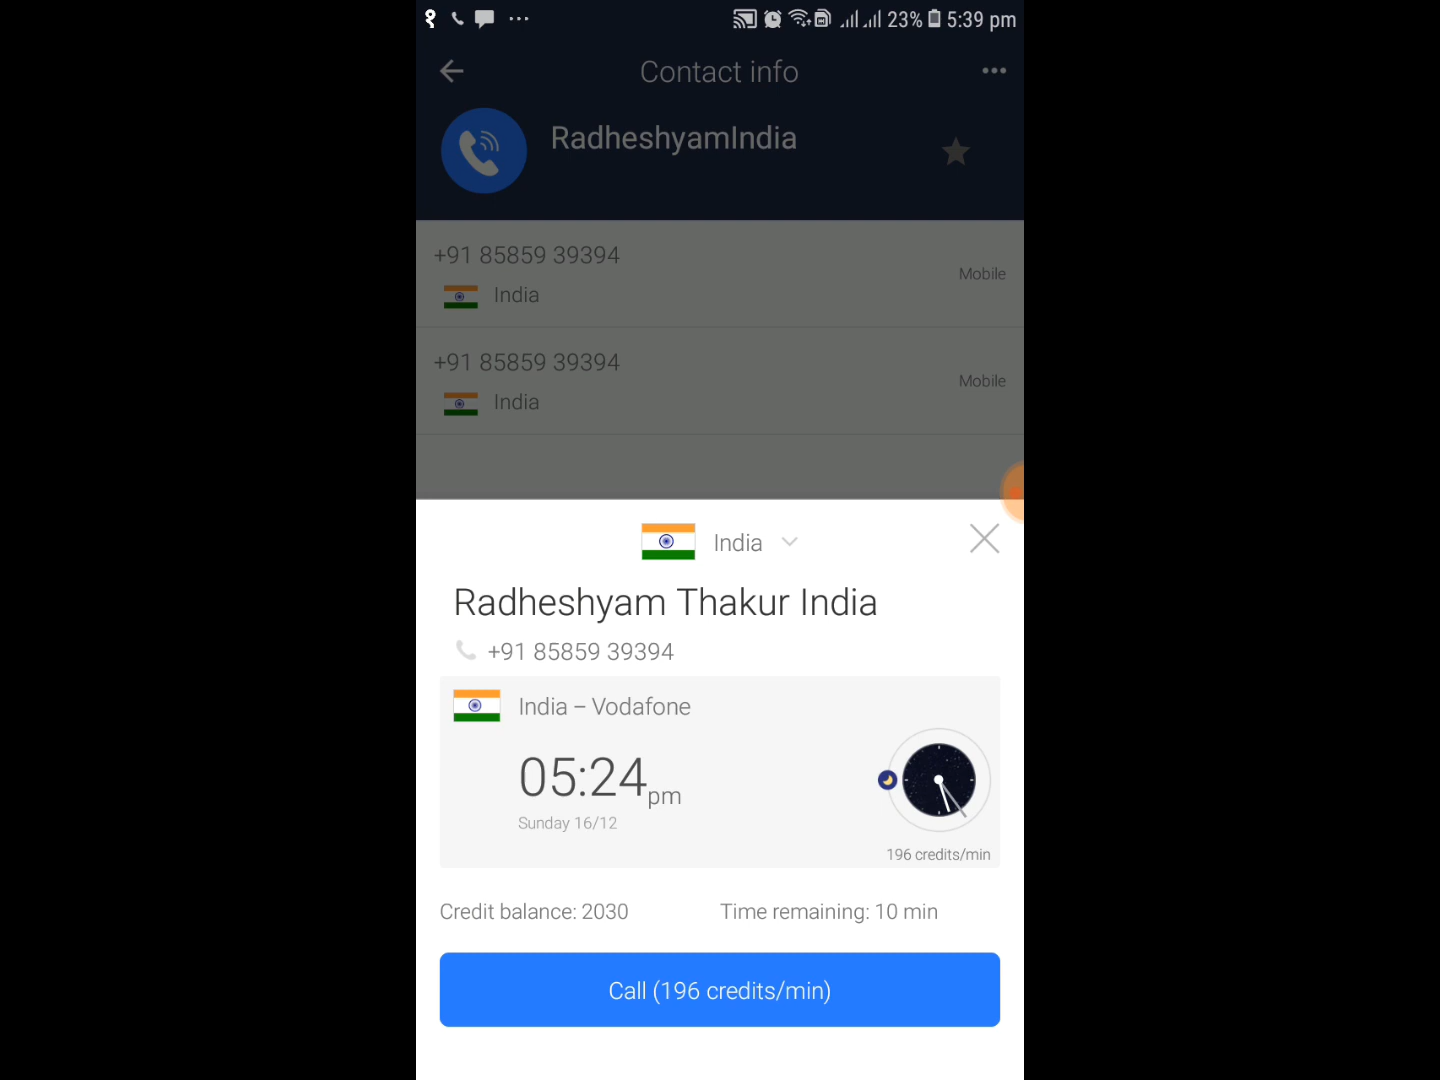 23% 5:39 pm
Contact info
RadheshyamIndia
+91 85859 39394
Mobile
India
+91 85859 39394
Mobile
India
India
Radheshyam Thakur India
+91 85859 39394
India – Vodafone
05:24pm
Sunday 16/12
196 credits/min
Credit balance: 2030 Time remaining: 10 min
Call (196 credits/min)